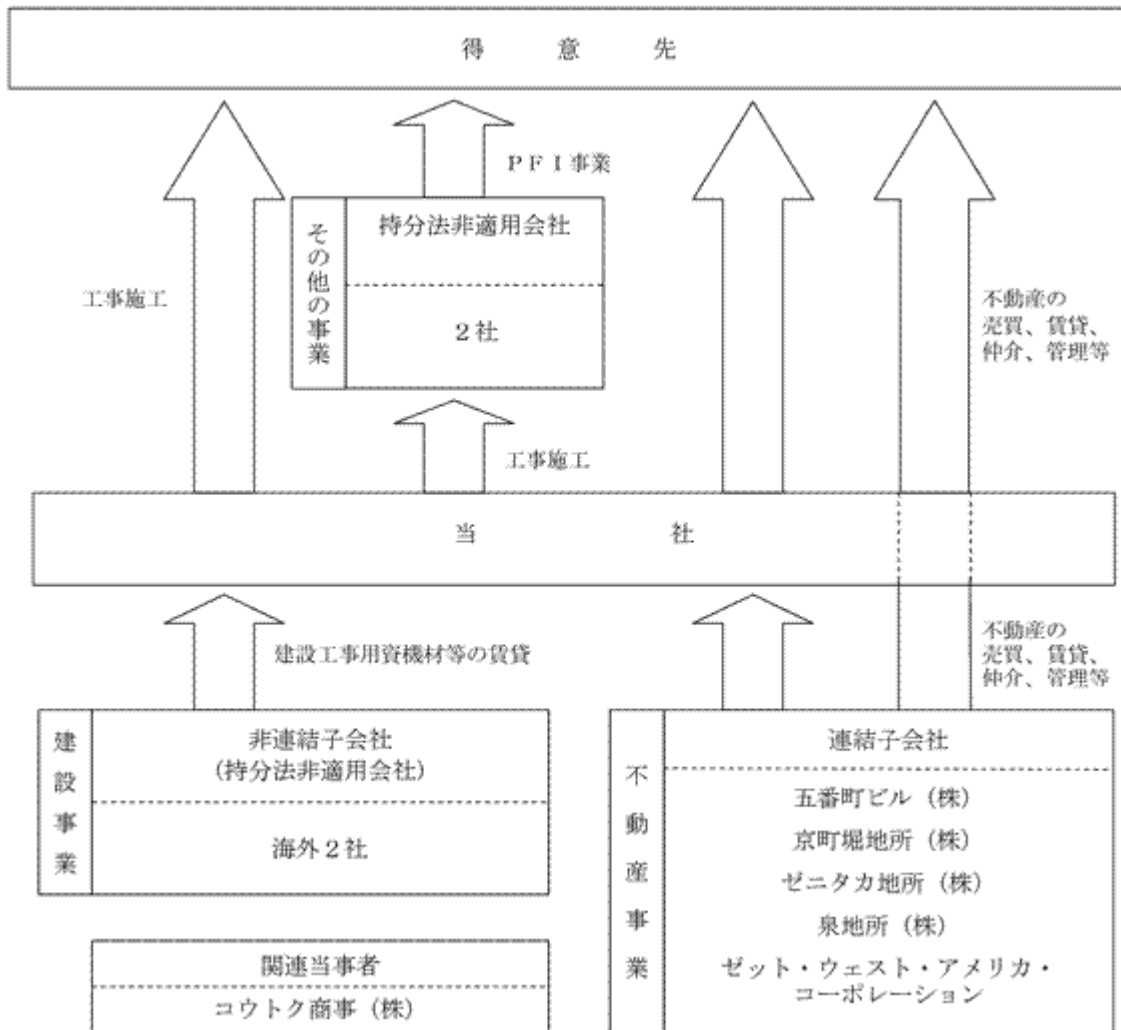 得意先
PFI事業
その他の事業
持分法非適用会社
2社
工事施工
不動産の
売買、賃貸、
仲介、管理等
工事施工
当社
建設工事用資機材等の賃貸
不動産の
売買、賃貸、
仲介、管理等
建設事業
非連結子会社
(持分法非適用会社)
海外2社
関連当事者
コウトク商事(株)
不動産事業
連結子会社
五番町ビル(株)
京町堀地所(株)
ゼニタカ地所(株)
泉地所(株)
ゼット・ウェスト・アメリカ・
コーポレーション